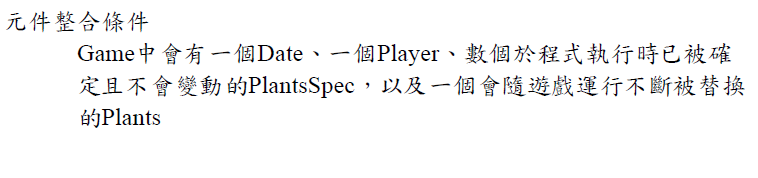 元件整合條件
Game中會有一個Date、一個Player、數個於程式執行時已被確
定且不會變動的PlantsSpec，以及一個會隨遊戲運行不斷被替換
的Plants